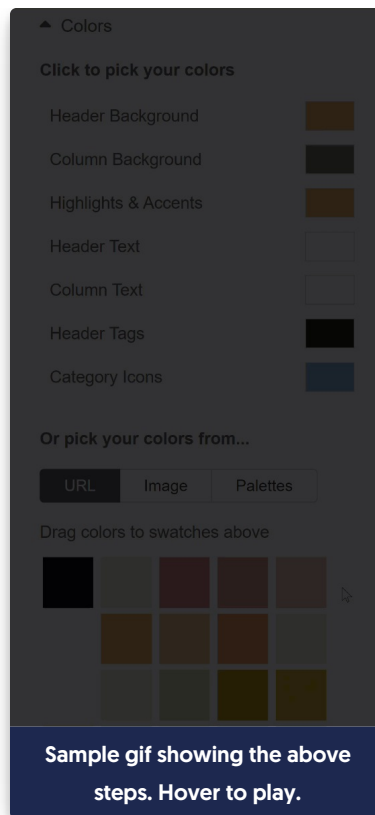 Colors
Click to pick your colors
Header Background
Column Background
Highlights & Accents
Header Text
Column Text
Header Tags
Category Icons
Or pick your colors from...
URL Image Palettes
Drag colors to swatches above
Sample gif showing the above
steps. Hover to play.